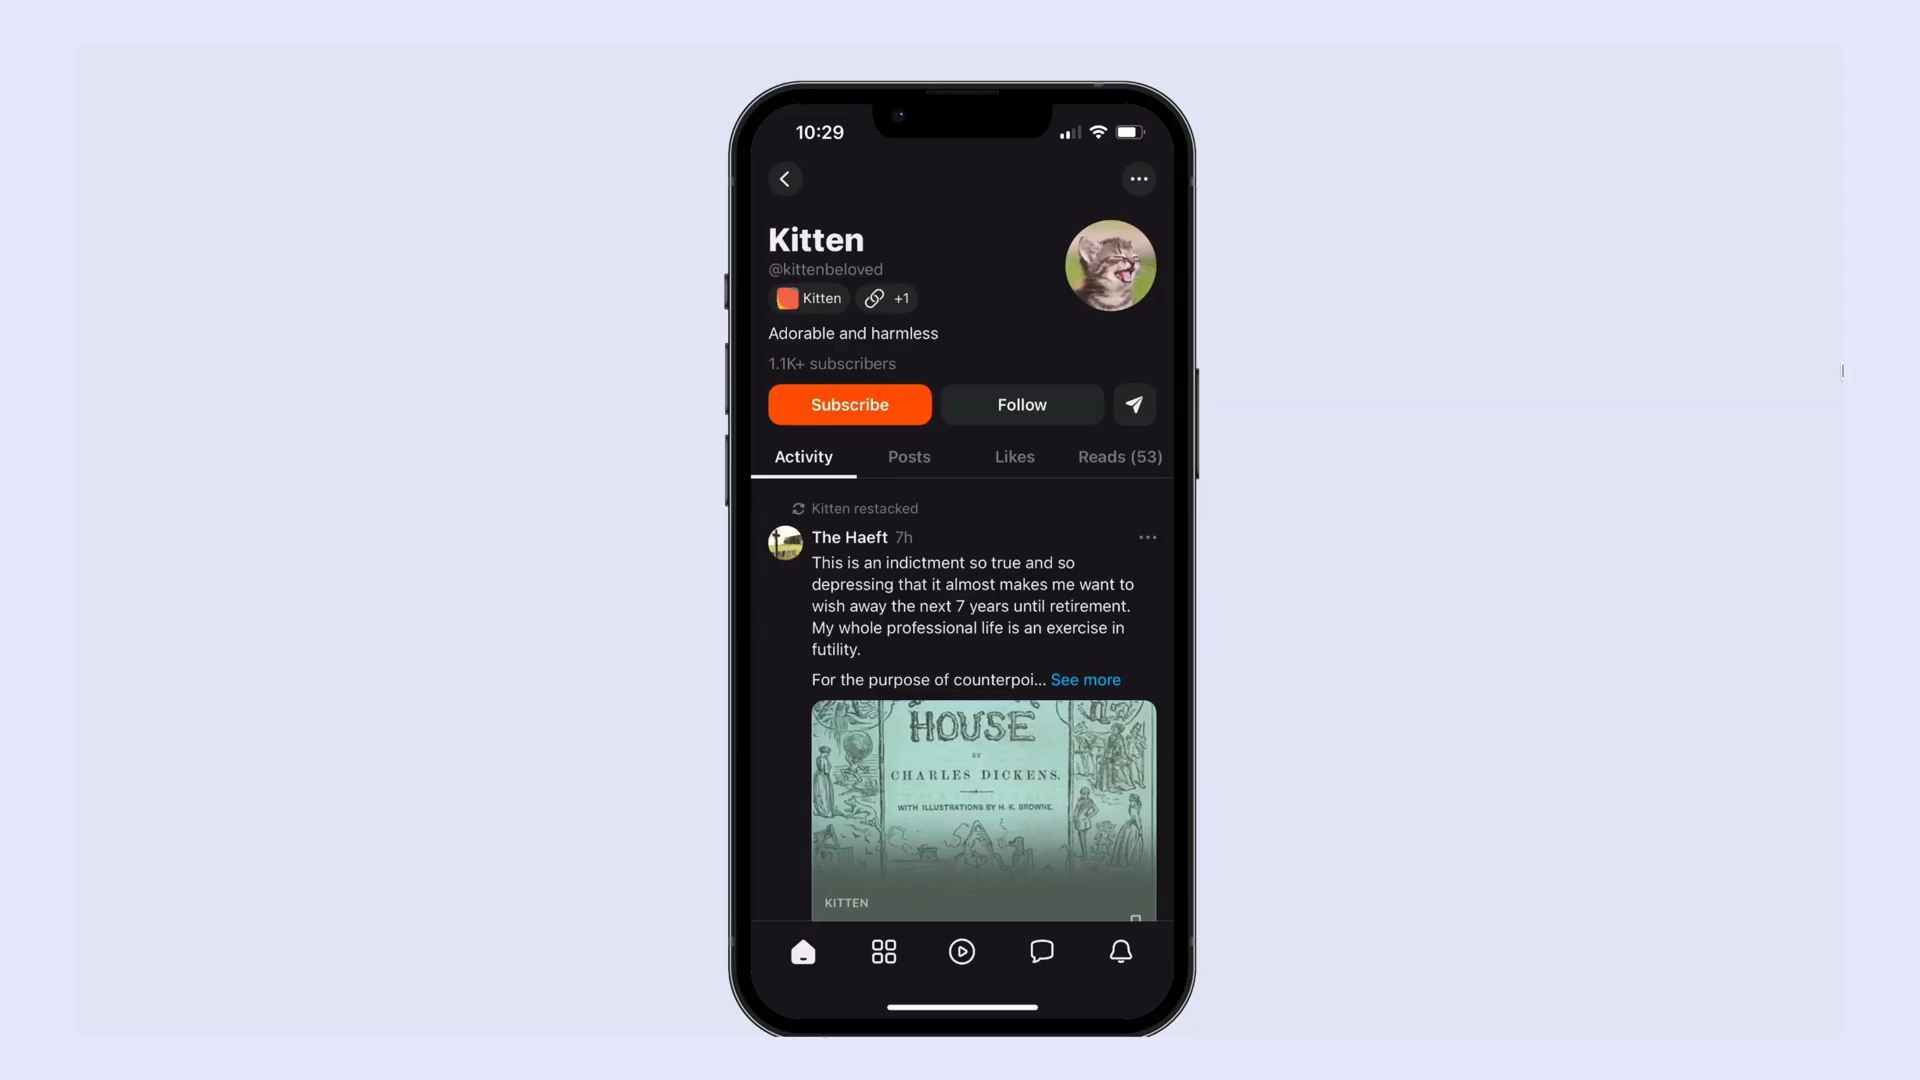 10:29
Kitten
@kittenbeloved
Kitten
+1
Adorable and harmless
1.1K+ subscribers
Subscribe
Follow
Activity
Posts
Likes
Reads (53)
Kitten restacked
The Haeft 7h
This is an indictment so true and so
depressing that it almost makes me want to
wish away the next 7 years until retirement.
My whole professional life is an exercise in
futility.
For the purpose of counterpoi... See more
HOUSE
BY
CHARLES DICKENS.
WITH ILLUSTRATIONS BY H. K. BROWNE.
KITTEN